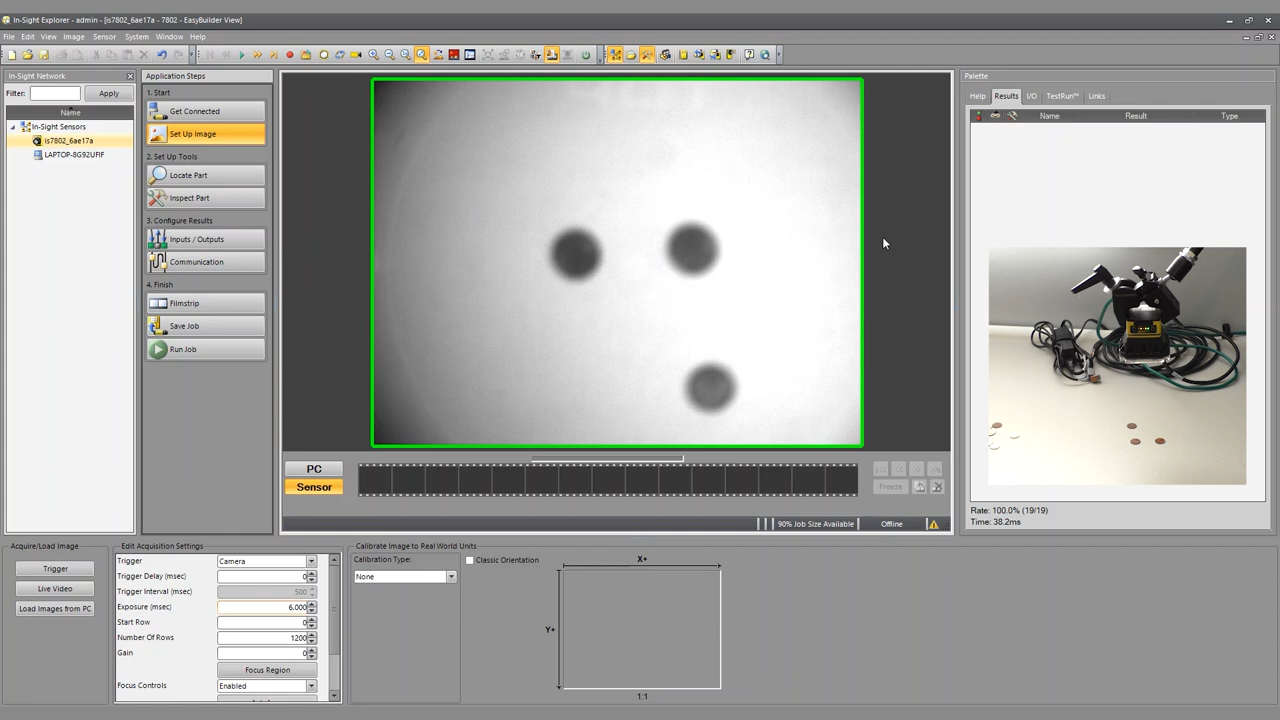 In-Sight Explorer - admin - [is7802_6ae17a - 7802 - EasyBuilder View]
File Edit View Image Sensor System Window Help
In-Sight Network
Filter: Apply
Name
In-Sight Sensors
is7802_6ae17a
LAPTOP-8G92UFIF
Application Steps
1. Start
Get Connected
Set Up Image
2. Set Up Tools
Locate Part
Inspect Part
3. Configure Results
Inputs / Outputs
Communication
4. Finish
Filmstrip
Save Job
Run Job
PC
Sensor
Freeze
90% Job Size Available Offline
Palette
Help Results I/O TestRun™ Links
Name Result Type
Rate: 100.0% (19/19)
Time: 38.2ms
Acquire/Load Image
Trigger
Live Video
Load Images from PC
Edit Acquisition Settings
Trigger Camera
Trigger Delay (msec) 0
Trigger Interval (msec) 500
Exposure (msec) 6.000
Start Row 0
Number Of Rows 1200
Gain 0
Focus Region
Focus Controls Enabled
Calibrate Image to Real World Units
Calibration Type:
None
Classic Orientation
X+
Y+
1:1